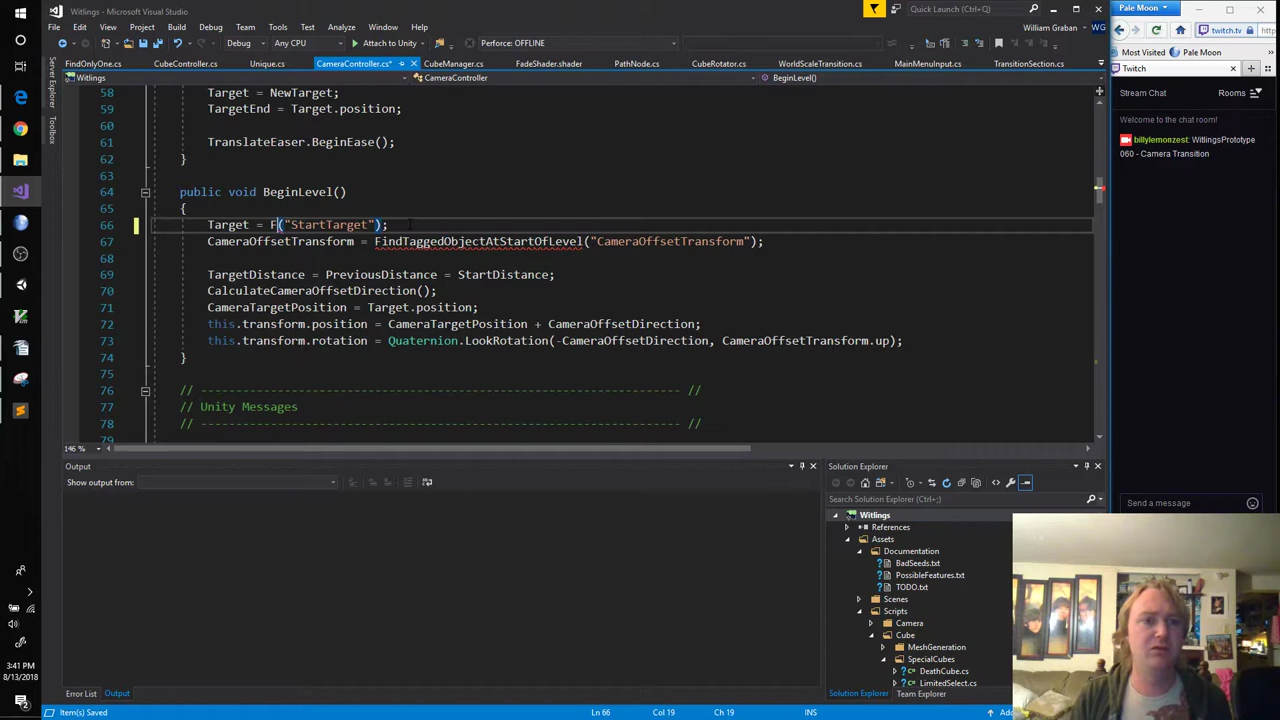 Witlings - Microsoft Visual Studio
Quick Launch (Ctrl+Q)
Pale Moon
File Edit View Project Build Debug Team Tools Test Analyze Window Help
William Graban WG
Debug Any CPU Attach to Unity Perforce: OFFLINE
twitch.tv
Most Visited Pale Moon
FindOnlyOne.cs CubeController.cs Unique.cs CameraController.cs* CubeManager.cs FadeShader.shader PathNode.cs CubeRotator.cs WorldScaleTransition.cs MainMenuInput.cs TransitionSection.cs
Twitch
Witlings CameraController BeginLevel()
Server Explorer
Toolbox
58 Target = NewTarget;
59 TargetEnd = Target.position;
60
61 TranslateEaser.BeginEase();
62 }
63
64 public void BeginLevel()
65 {
66 Target = F("StartTarget");
67 CameraOffsetTransform = FindTaggedObjectAtStartOfLevel("CameraOffsetTransform");
68
69 TargetDistance = PreviousDistance = StartDistance;
70 CalculateCameraOffsetDirection();
71 CameraTargetPosition = Target.position;
72 this.transform.position = CameraTargetPosition + CameraOffsetDirection;
73 this.transform.rotation = Quaternion.LookRotation(-CameraOffsetDirection, CameraOffsetTransform.up);
74 }
75
76 // -------------------------------------------------------------------- //
77 // Unity Messages
78 // -------------------------------------------------------------------- //
79
146 %
Stream Chat Rooms
Welcome to the chat room!
billylemonzest: WitlingsPrototype
060 - Camera Transition
Send a message
Output
Show output from:
Error List Output
Solution Explorer
Search Solution Explorer (Ctrl+;)
Witlings
References
Assets
Documentation
BadSeeds.txt
PossibleFeatures.txt
TODO.txt
Scenes
Scripts
Camera
Cube
MeshGeneration
SpecialCubes
DeathCube.cs
LimitedSelect.cs
Solution Explorer Team Explorer
Item(s) Saved Ln 66 Col 19 Ch 19 INS
3:41 PM
8/13/2018
2